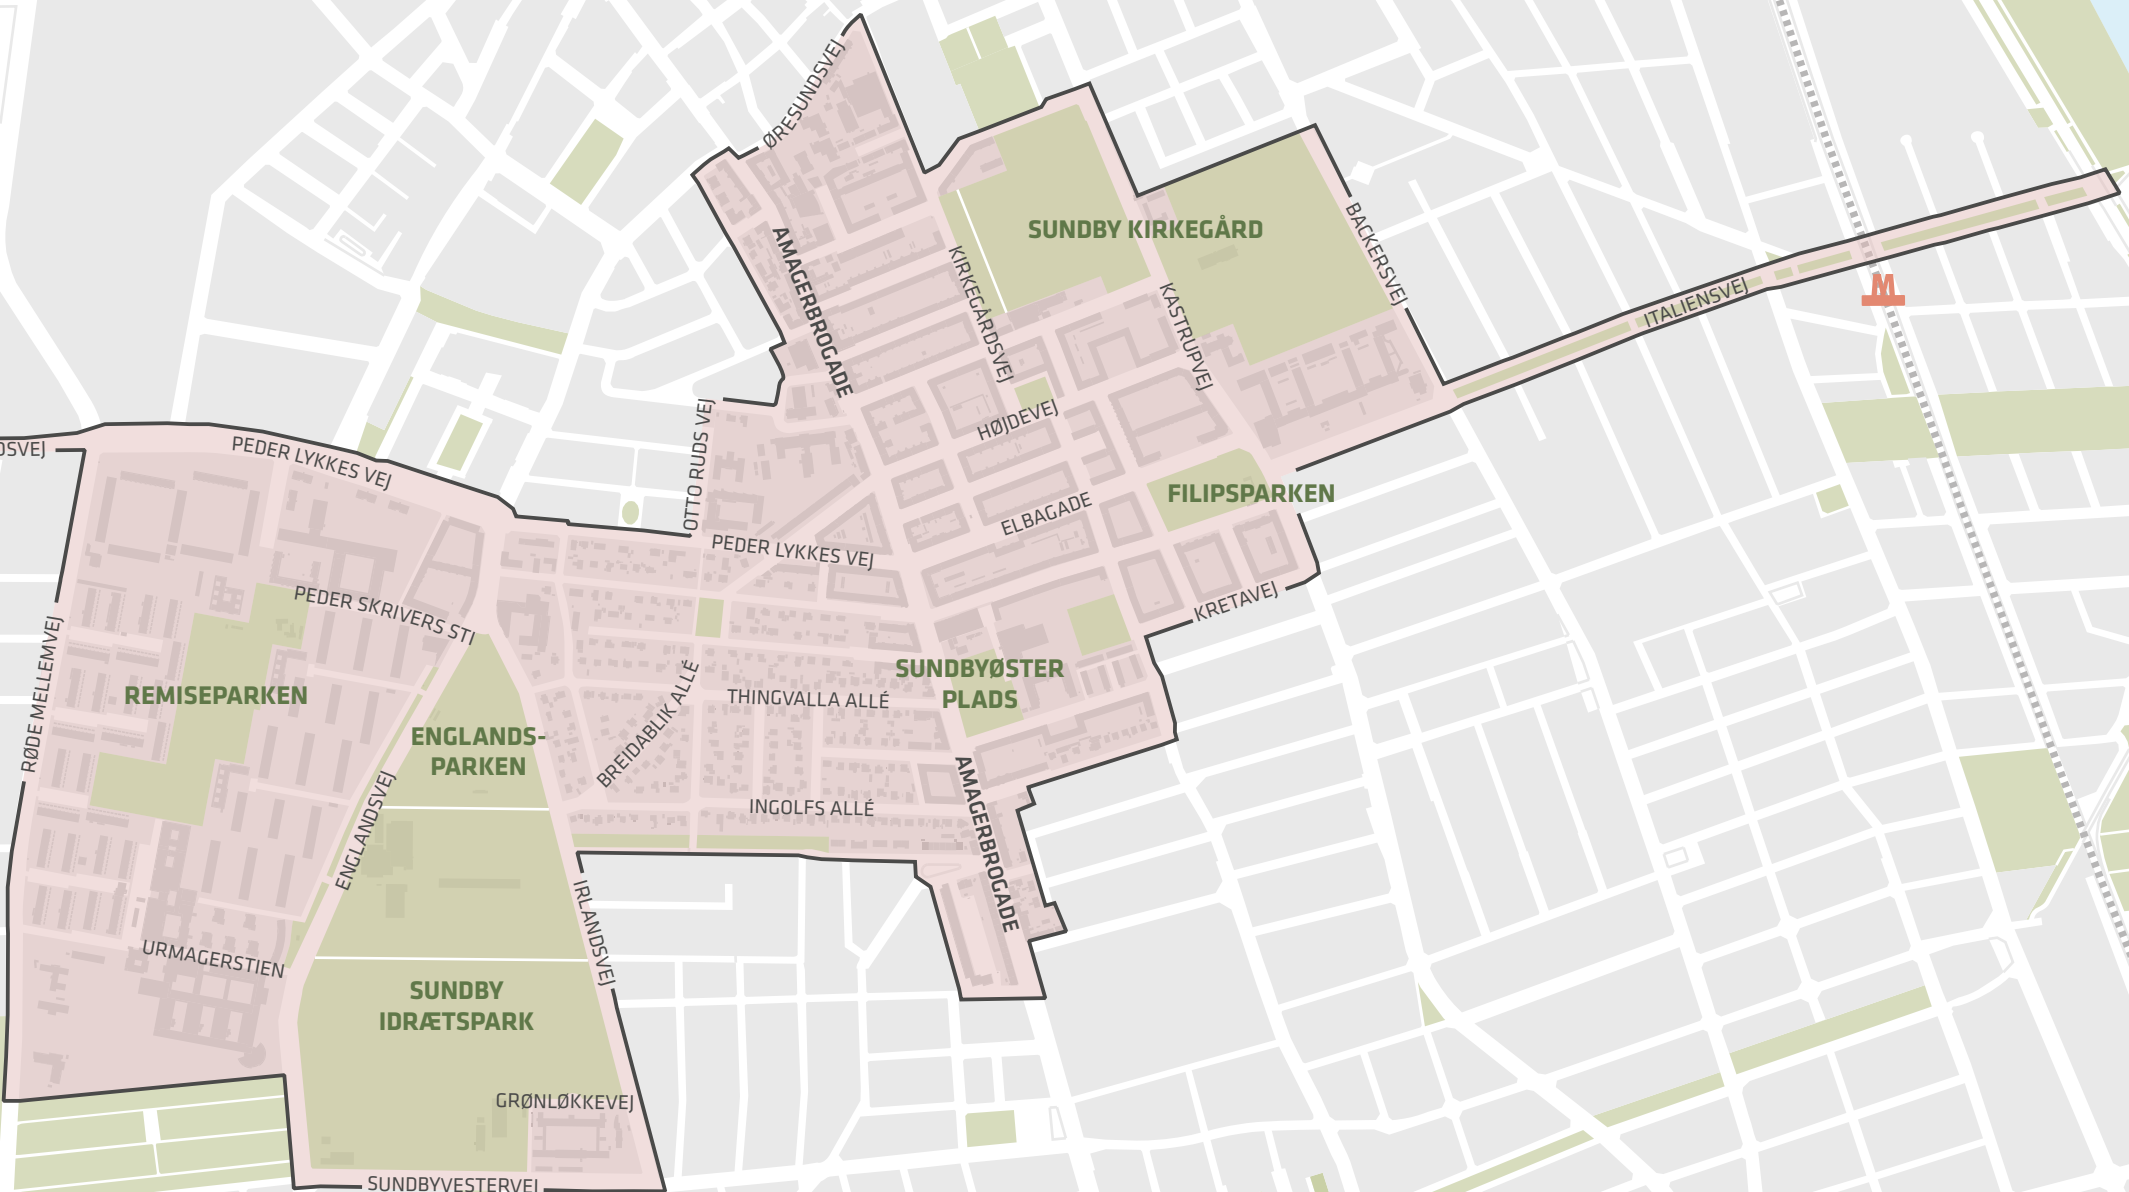 ØRESUNDSVEJ
SUNDBY KIRKEGÅRD
BACKERSVEJ
AMAGERBROGADE
KIRKEGÅRDSVEJ
KASTRUPVEJ
M
ITALIENSVEJ
HØJDEVEJ
OTTO RUDS VEJ
DSVEJ
PEDER LYKKES VEJ
FILIPSPARKEN
ELBAGADE
PEDER LYKKES VEJ
PEDER SKRIVERS STI
KRETAVEJ
RØDE MELLEMVEJ
REMISEPARKEN
SUNDBYØSTER
PLADS
THINGVALLA ALLÉ
BREIDABLIK ALLÉ
ENGLANDS-
PARKEN
INGOLFS ALLÉ
ENGLANDSVEJ
AMAGERBROGADE
IRLANDSVEJ
URMAGERSTIEN
SUNDBY
IDRÆTSPARK
GRØNLØKKEVEJ
SUNDBYVESTERVEJ